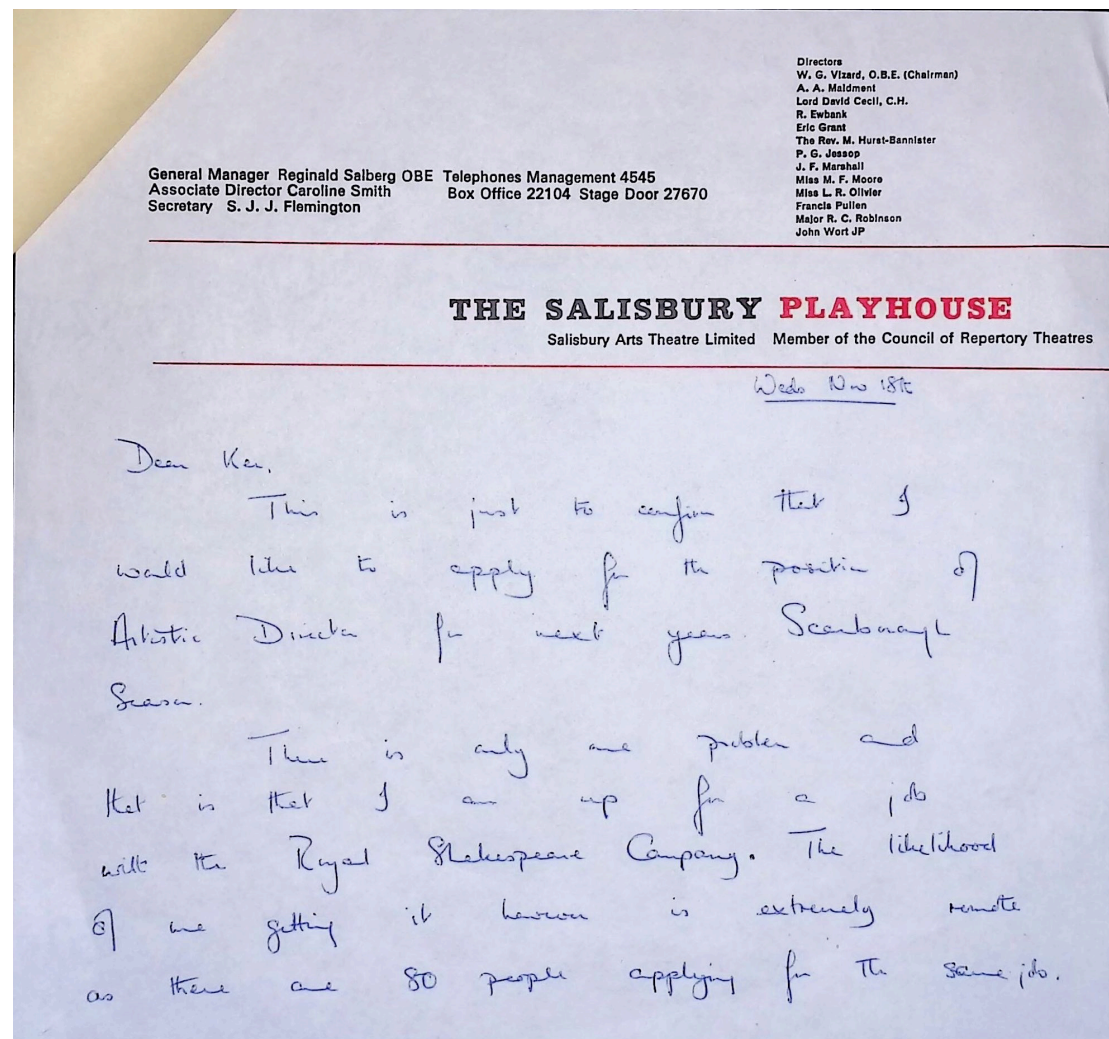 Directors
W. G. Vizard, O.B.E. (Chairman)
A. A. Maidment
Lord David Cecil, C.H.
R. Ewbank
Eric Grant
The Rev. M. Hurst-Bannister
P. G. Jessop
J. F. Marshall
Miss M. F. Moore
Miss L. R. Olivier
Francis Pullen
Major R. C. Robinson
John Wort JP
General Manager Reginald Salberg OBE Telephones Management 4545
Associate Director Caroline Smith Box Office 22104 Stage Door 27670
Secretary S. J. J. Flemington
THE SALISBURY PLAYHOUSE
Salisbury Arts Theatre Limited Member of the Council of Repertory Theatres
Weds Nov 18th
Dear Ken,
This is just to confirm that I
would like to apply for the position of
Artistic Director for next years Scarborough
Season.
There is only one problem and
that is that I am up for a job
with the Royal Shakespeare Company. The likelihood
of me getting it however is extremely remote
as there are 80 people applying for the same job.